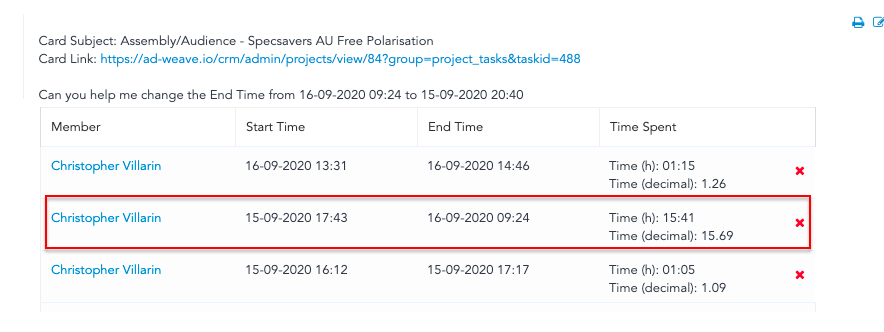 Card Subject: Assembly/Audience - Specsavers AU Free Polarisation
Card Link: https://ad-weave.io/crm/admin/projects/view/84?group=project_tasks&taskid=488
Can you help me change the End Time from 16-09-2020 09:24 to 15-09-2020 20:40
Member Start Time End Time Time Spent
Christopher Villarin 16-09-2020 13:31 16-09-2020 14:46 Time (h): 01:15
Time (decimal): 1.26
Christopher Villarin 15-09-2020 17:43 16-09-2020 09:24 Time (h): 15:41
Time (decimal): 15.69
Christopher Villarin 15-09-2020 16:12 15-09-2020 17:17 Time (h): 01:05
Time (decimal): 1.09